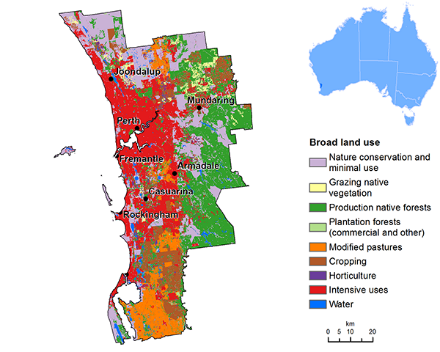 Joondalup
Mundaring
Perth
Fremantle
Armadale
Casuarina
Rockingham
Broad land use
Nature conservation and
minimal use
Grazing native
vegetation
Production native forests
Plantation forests
(commercial and other)
Modified pastures
Cropping
Horticulture
Intensive uses
Water
km
0 10 20